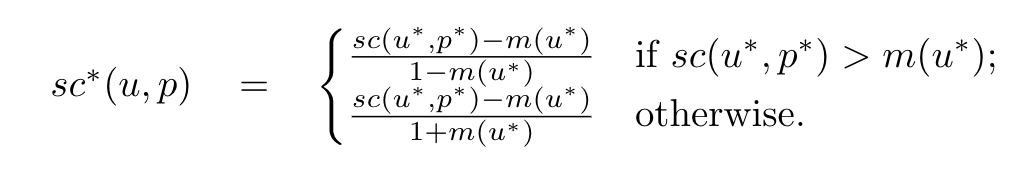 sc*(u, p) = { sc(u*,p*)−m(u*) / 1−m(u*) if sc(u*, p*) > m(u*);
sc(u*,p*)−m(u*) / 1+m(u*) otherwise.